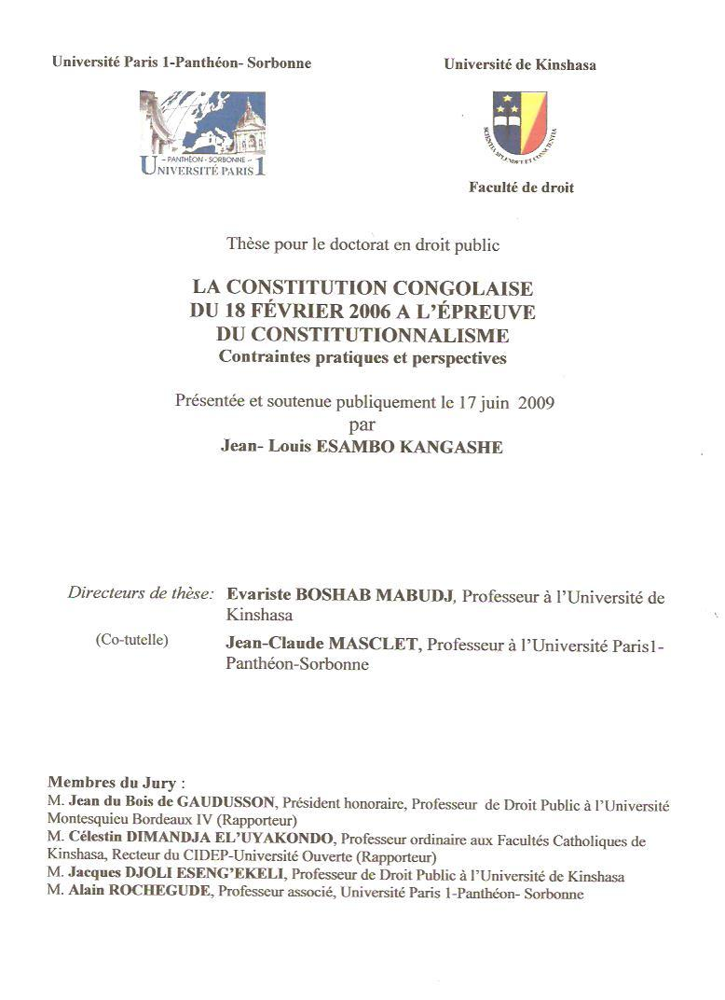 Université Paris 1-Panthéon- Sorbonne
Université de Kinshasa
– PANTHÉON - SORBONNE –
UNIVERSITÉ PARIS 1
SCIENTIA SPLENDET ET CONSCIENTIA
Faculté de droit
Thèse pour le doctorat en droit public
LA CONSTITUTION CONGOLAISE
DU 18 FÉVRIER 2006 A L'ÉPREUVE
DU CONSTITUTIONNALISME
Contraintes pratiques et perspectives
Présentée et soutenue publiquement le 17 juin 2009
par
Jean- Louis ESAMBO KANGASHE
Directeurs de thèse: Evariste BOSHAB MABUDJ, Professeur à l'Université de
Kinshasa
(Co-tutelle) Jean-Claude MASCLET, Professeur à l'Université Paris1-
Panthéon-Sorbonne
Membres du Jury :
M. Jean du Bois de GAUDUSSON, Président honoraire, Professeur de Droit Public à l'Université
Montesquieu Bordeaux IV (Rapporteur)
M. Célestin DIMANDJA EL'UYAKONDO, Professeur ordinaire aux Facultés Catholiques de
Kinshasa, Recteur du CIDEP-Université Ouverte (Rapporteur)
M. Jacques DJOLI ESENG'EKELI, Professeur de Droit Public à l'Université de Kinshasa
M. Alain ROCHEGUDE, Professeur associé, Université Paris 1-Panthéon- Sorbonne